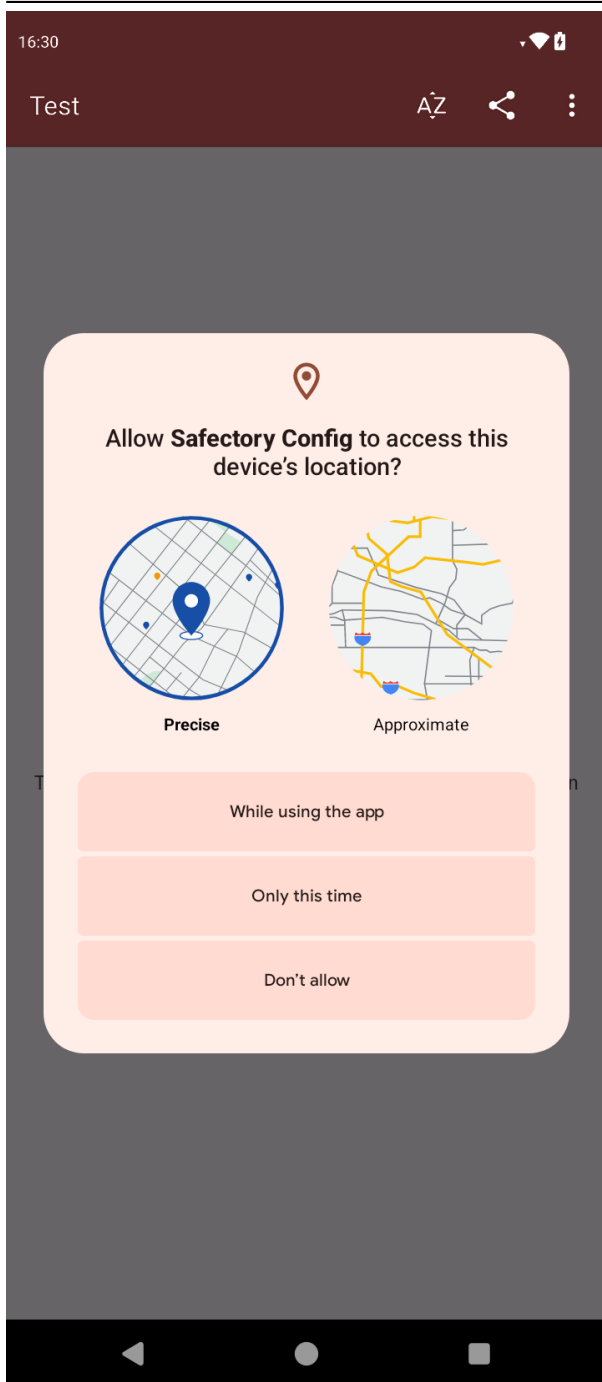 16:30
Test
AZ
Allow Safectory Config to access this
device’s location?
Precise
Approximate
While using the app
Only this time
Don’t allow